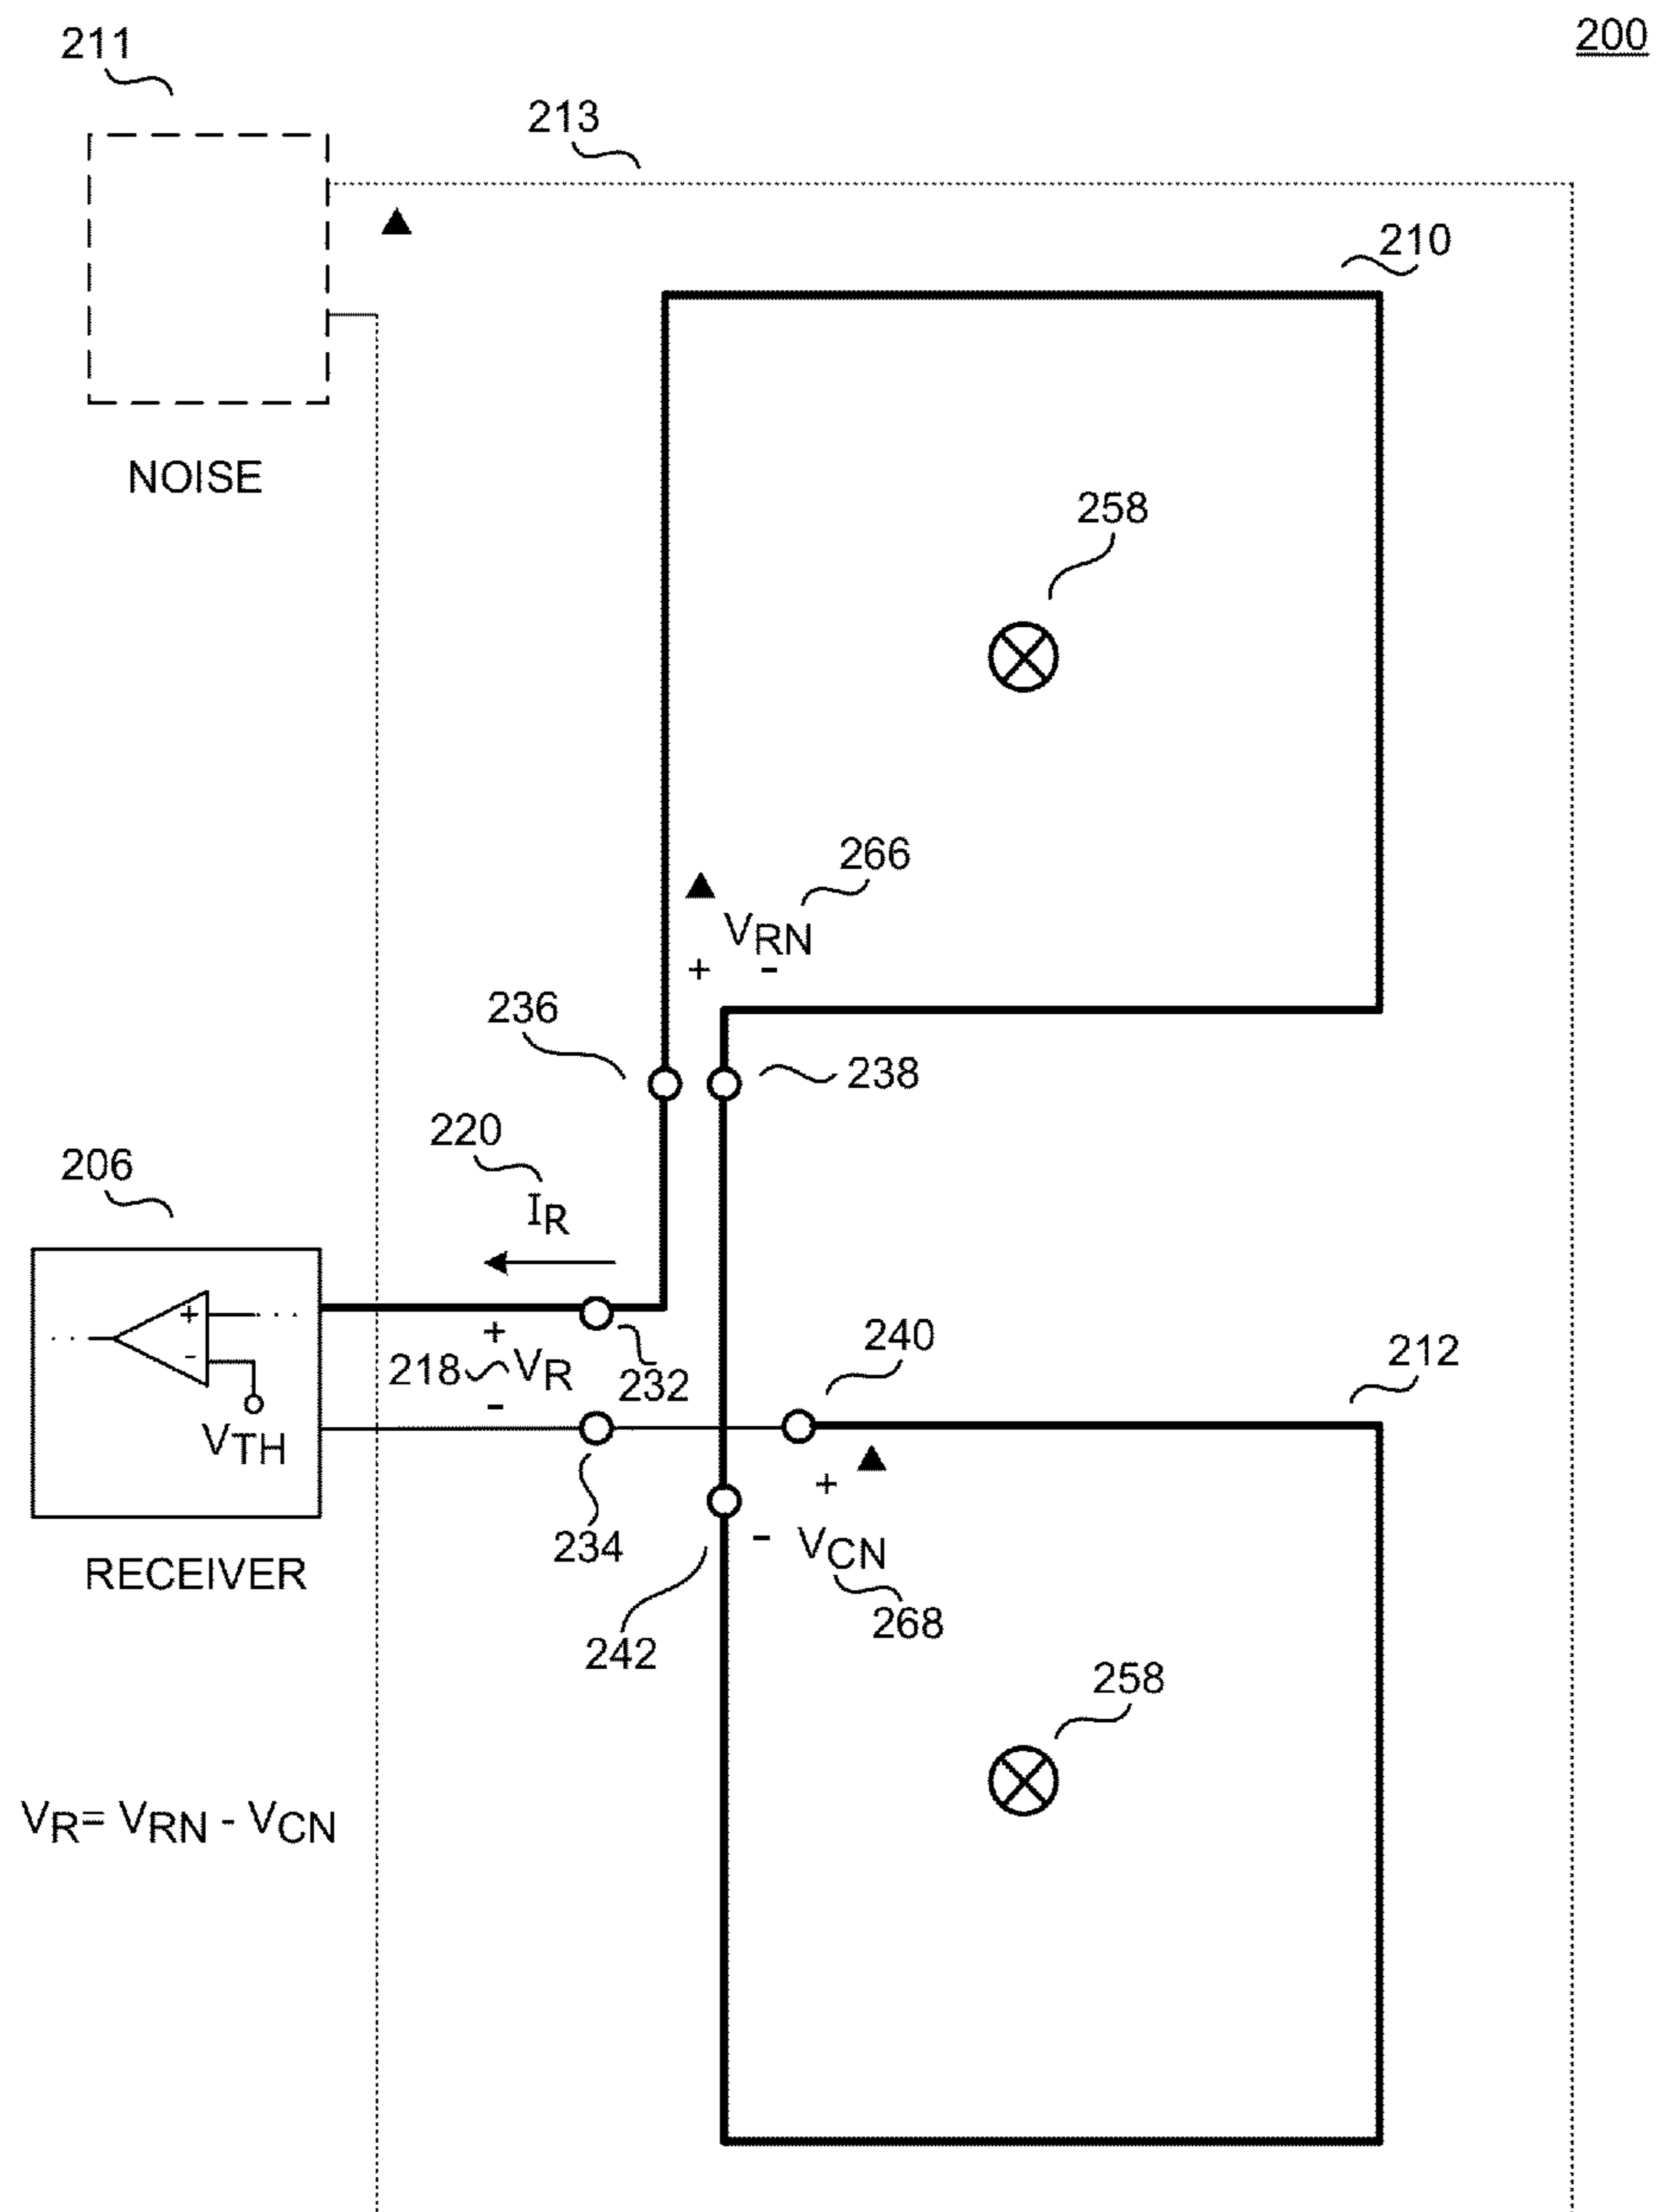 200
211
213
210
NOISE
258
266
VRN
+ -
236
238
220
IR
206
+
-
VTH
+
218 VR
-
232
240
212
234
+
- VCN
268
242
RECEIVER
258
VR= VRN - VCN